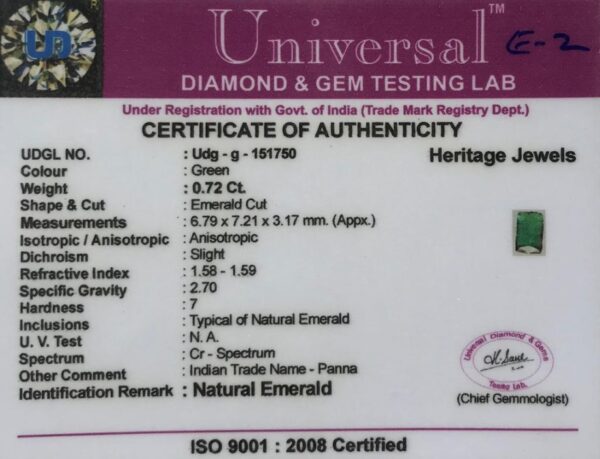 UD
Universal™
E-2
DIAMOND & GEM TESTING LAB
Under Registration with Govt. of India (Trade Mark Registry Dept.)
CERTIFICATE OF AUTHENTICITY
UDGL NO. : Udg - g - 151750
Heritage Jewels
Colour : Green
Weight : 0.72 Ct.
Shape & Cut : Emerald Cut
Measurements : 6.79 x 7.21 x 3.17 mm. (Appx.)
Isotropic / Anisotropic : Anisotropic
Dichroism : Slight
Refractive Index : 1.58 - 1.59
Specific Gravity : 2.70
Hardness : 7
Inclusions : Typical of Natural Emerald
U. V. Test : N. A.
Spectrum : Cr - Spectrum
Other Comment : Indian Trade Name - Panna
Identification Remark : Natural Emerald
Universal Diamond & Gems
Testing Lab.
(Chief Gemmologist)
ISO 9001 : 2008 Certified